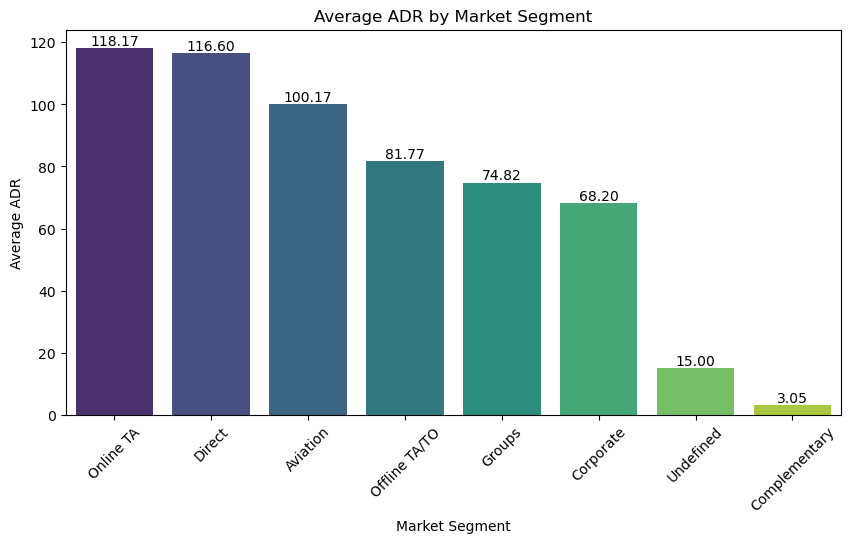 Average ADR by Market Segment
118.17
116.60
100.17
81.77
74.82
68.20
15.00
3.05
120
100
80
60
40
20
0
Average ADR
Online TA
Direct
Aviation
Offline TA/TO
Groups
Corporate
Undefined
Complementary
Market Segment